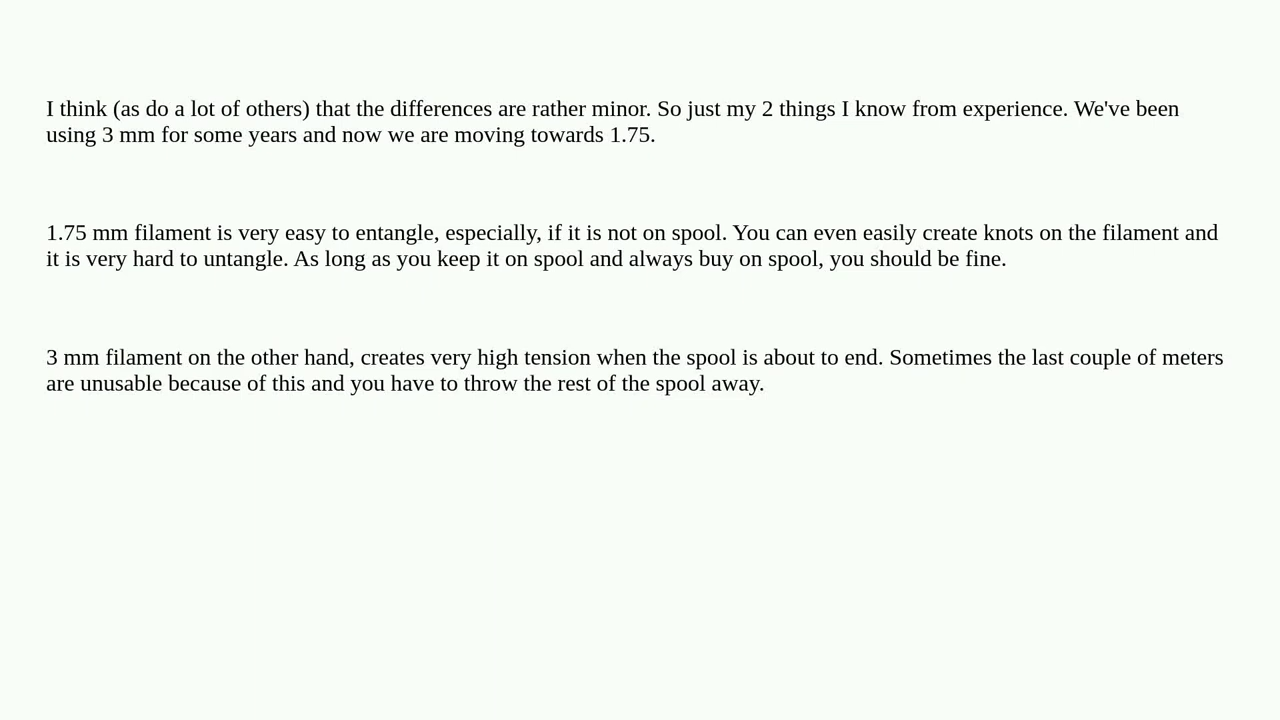 I think (as do a lot of others) that the differences are rather minor. So just my 2 things I know from experience. We've been
using 3 mm for some years and now we are moving towards 1.75.
1.75 mm filament is very easy to entangle, especially, if it is not on spool. You can even easily create knots on the filament and
it is very hard to untangle. As long as you keep it on spool and always buy on spool, you should be fine.
3 mm filament on the other hand, creates very high tension when the spool is about to end. Sometimes the last couple of meters
are unusable because of this and you have to throw the rest of the spool away.